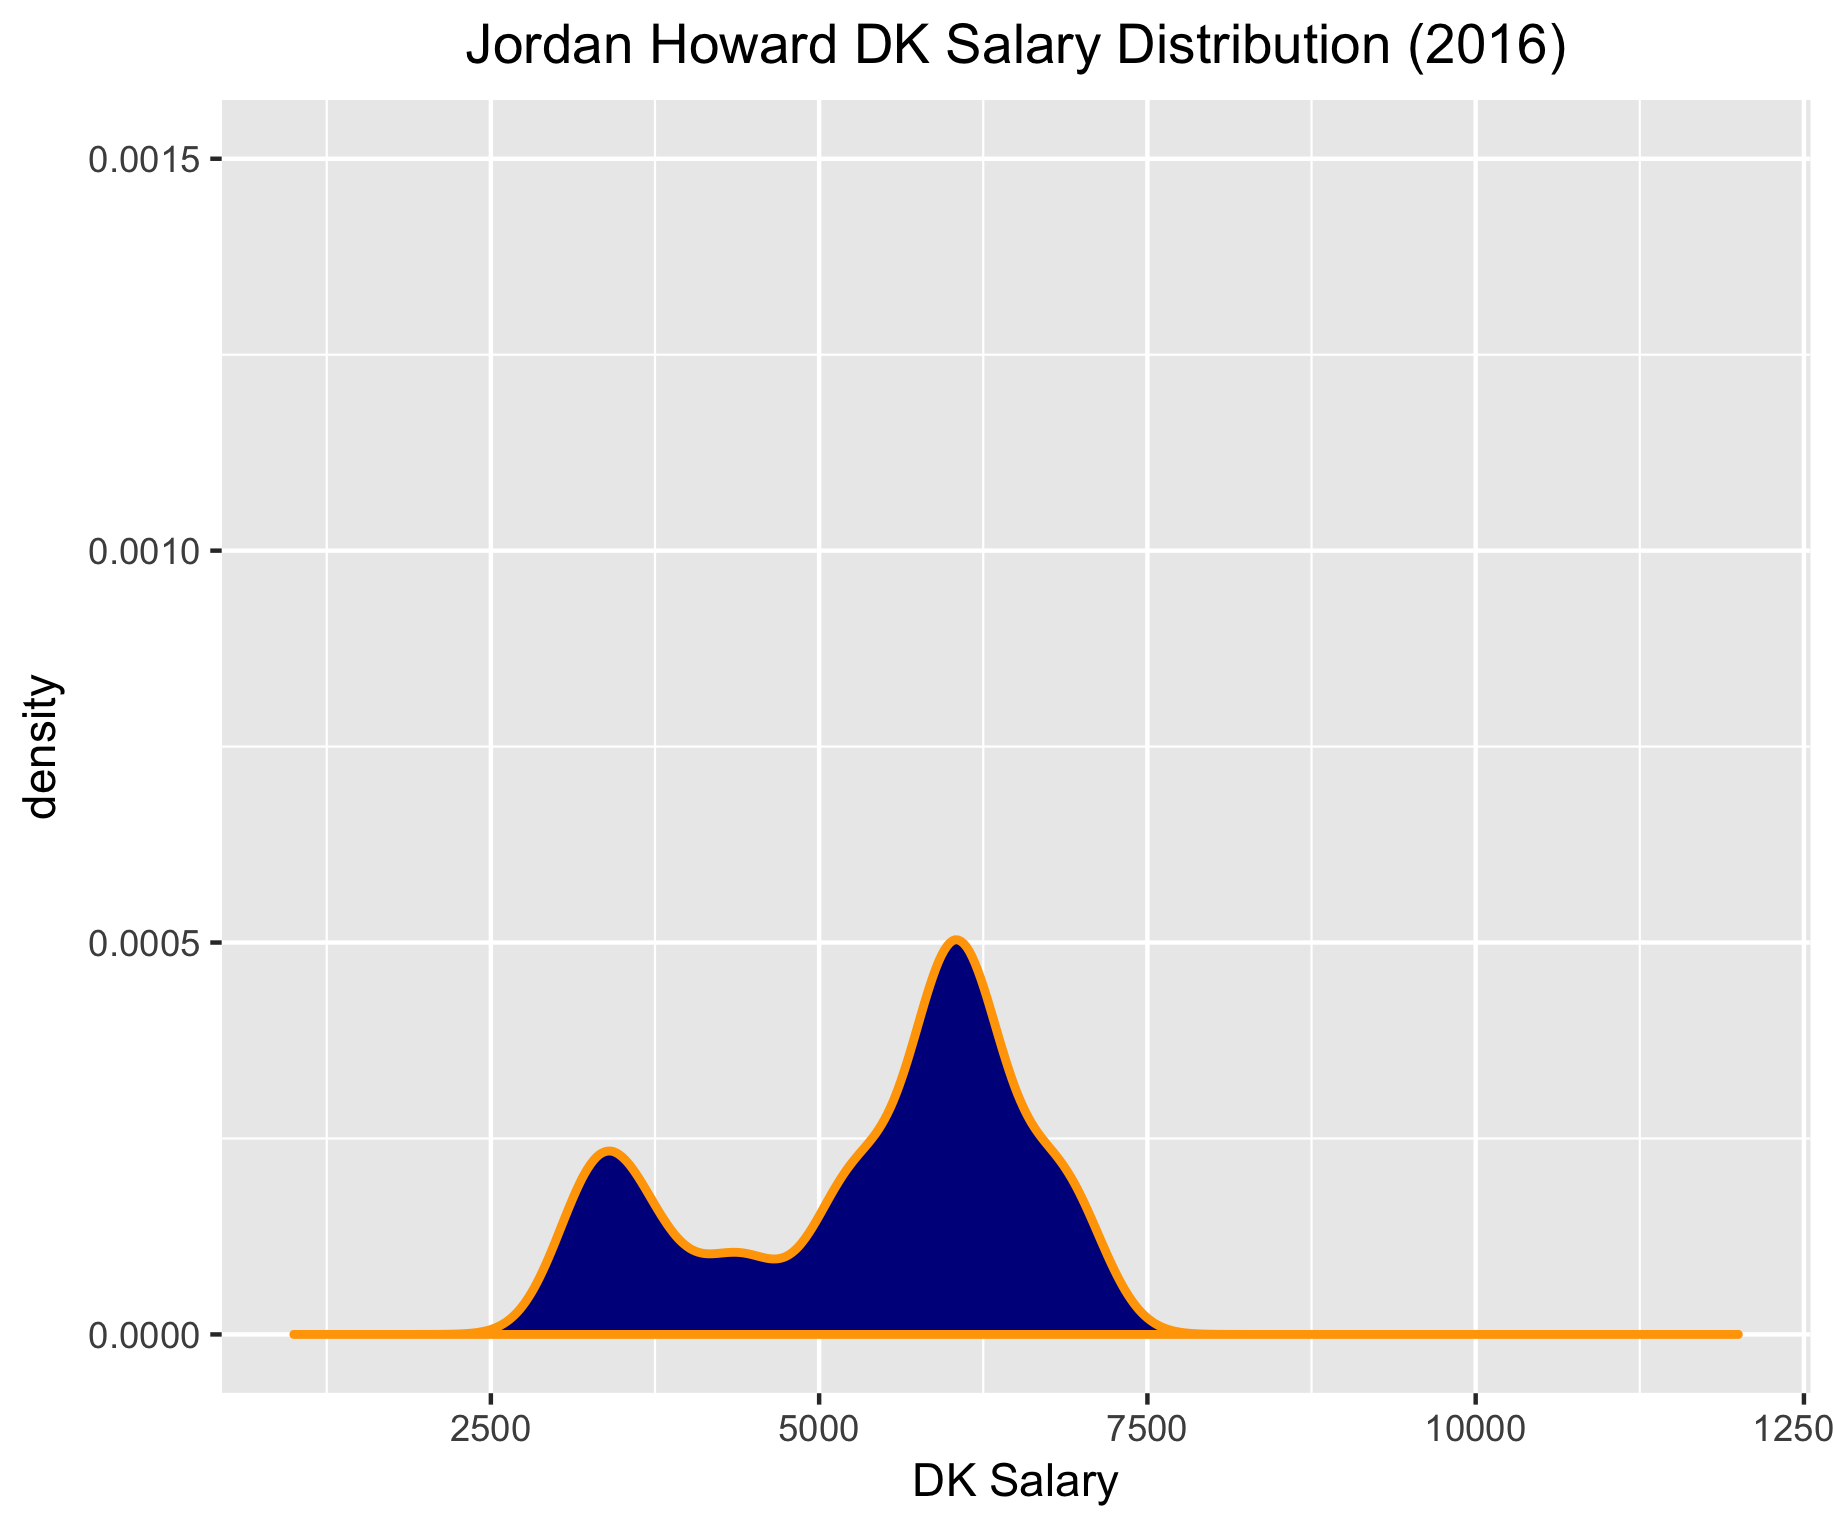 Jordan Howard DK Salary Distribution (2016)
0.0015
0.0010
density
0.0005
0.0000
2500 5000 7500 10000 1250
DK Salary